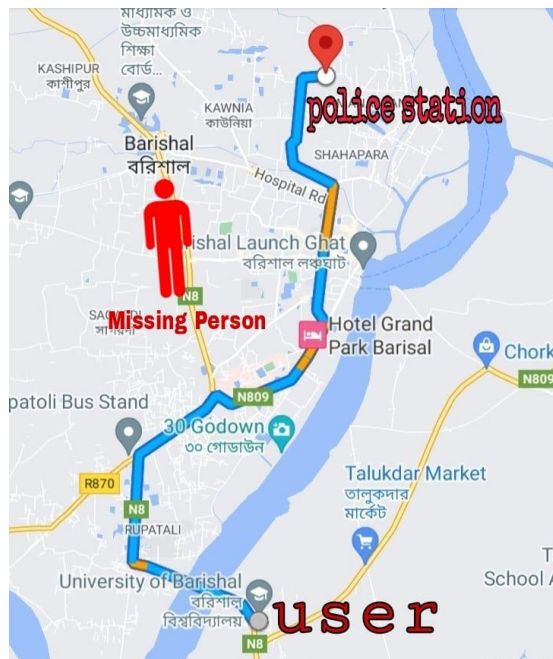 মাধ্যমিক ও
উচ্চমাধ্যমিক
শিক্ষা
বোর্ড...
KASHIPUR
কাশীপুর
KAWNIA
কাউনিয়া
police station
SHAHAPARA
Barishal
বরিশাল
Hospital Rd
rishal Launch Ghat
বরিশাল লঞ্চঘাট
N8
Missing Person
Hotel Grand
Park Barisal
Chork
N809
N809
patoli Bus Stand
30 Godown
৩০ গোডাউন
R870
Talukdar Market
তালুকদার
মার্কেট
N8
RUPATALI
University of Barishal
বরিশাল
বিশ্ববিদ্যালয়
user
T
School A
N8